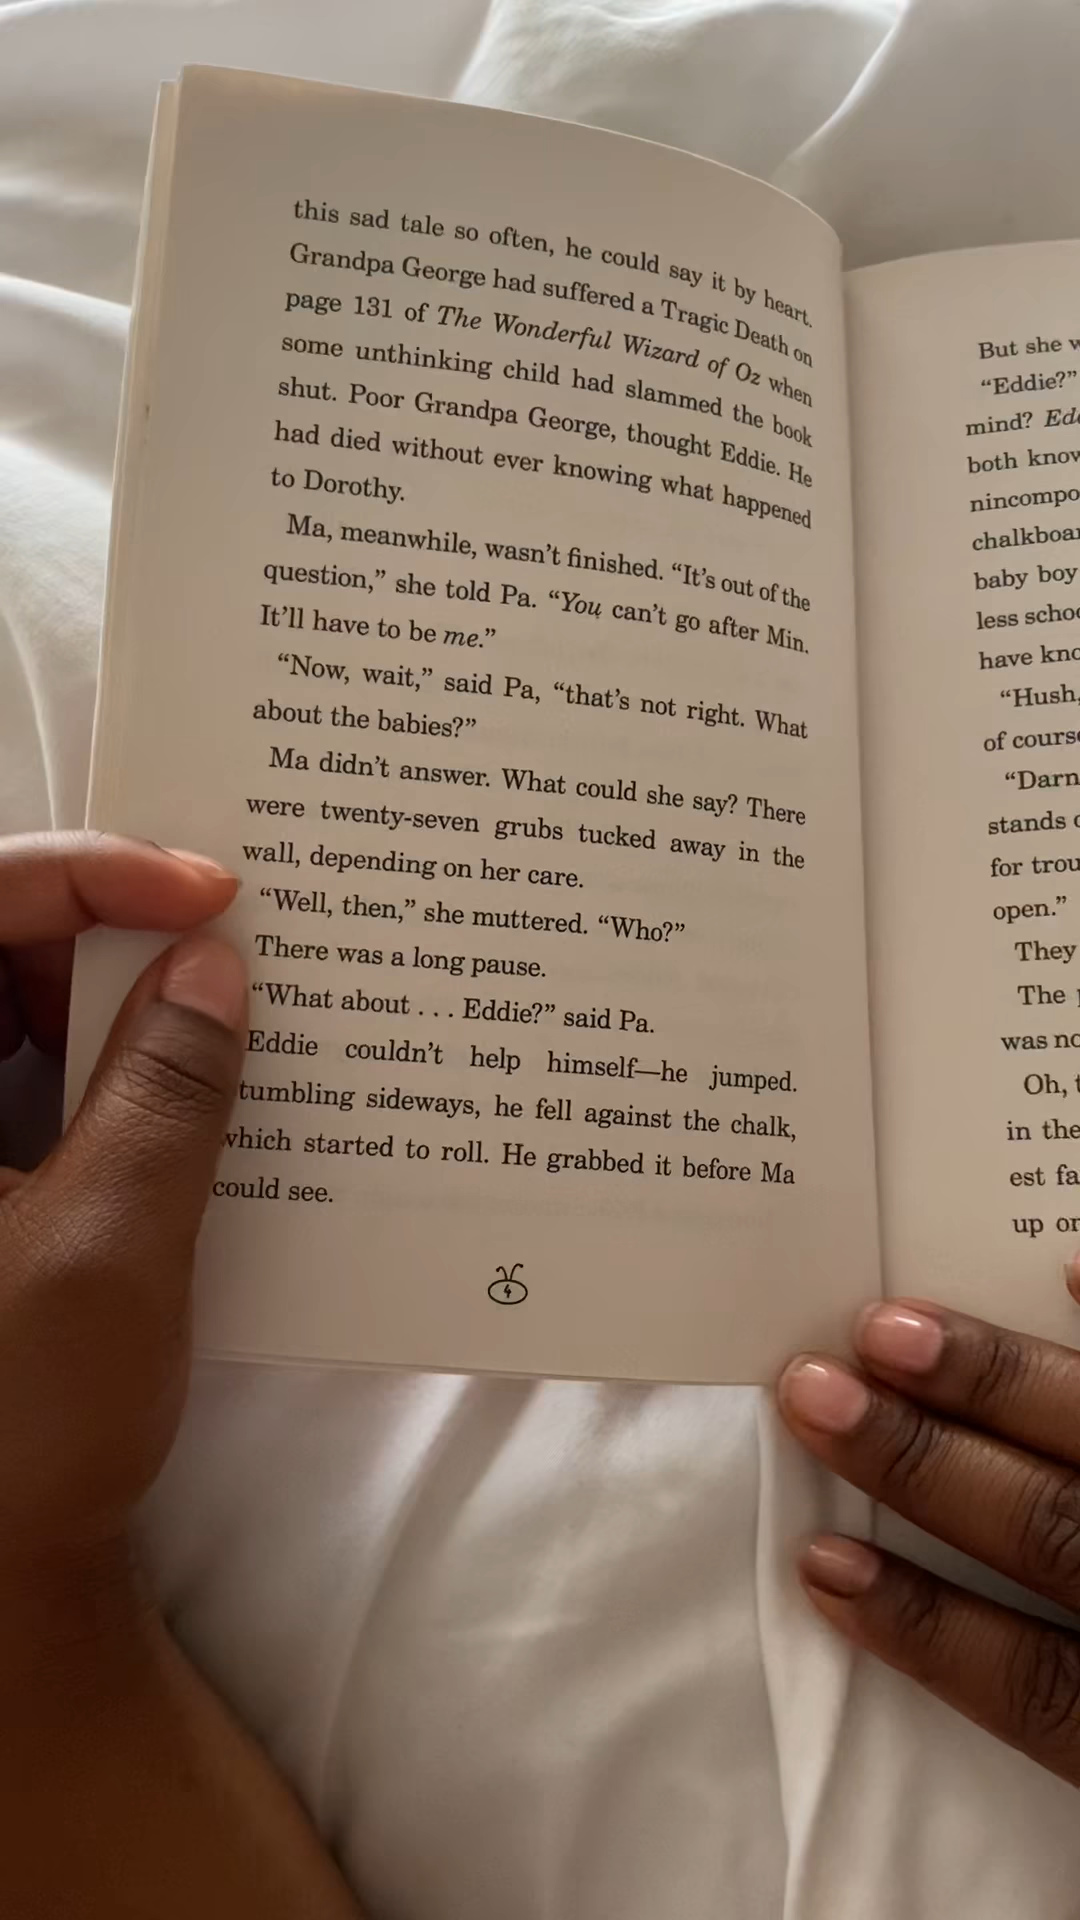 this sad tale so often, he could say it by heart.
Grandpa George had suffered a Tragic Death on
page 131 of The Wonderful Wizard of Oz when
some unthinking child had slammed the book
shut. Poor Grandpa George, thought Eddie. He
had died without ever knowing what happened
to Dorothy.
Ma, meanwhile, wasn’t finished. “It’s out of the
question,” she told Pa. “You can’t go after Min.
It’ll have to be me.”
“Now, wait,” said Pa, “that’s not right. What
about the babies?”
Ma didn’t answer. What could she say? There
were twenty-seven grubs tucked away in the
wall, depending on her care.
“Well, then,” she muttered. “Who?”
There was a long pause.
“What about . . . Eddie?” said Pa.
Eddie couldn’t help himself—he jumped.
tumbling sideways, he fell against the chalk,
which started to roll. He grabbed it before Ma
could see.
4
But she
“Eddie?”
mind?
both
chalkboar
baby boy
less
have
“Hush,
of
“Darn
stands
for
open.”
They
The
was
Oh,
in the
est
up